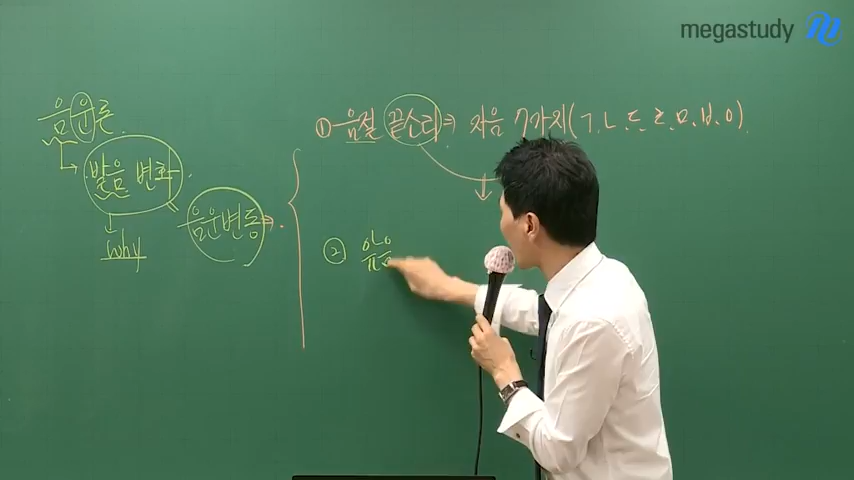 megastudy
음운론.
발음 변화.
why
음운변동 ⇒
① 음절 끝소리 ⇒ 자음 7가지(ㄱ,ㄴ,ㄷ,ㄹ,ㅁ,ㅂ,ㅇ)
②